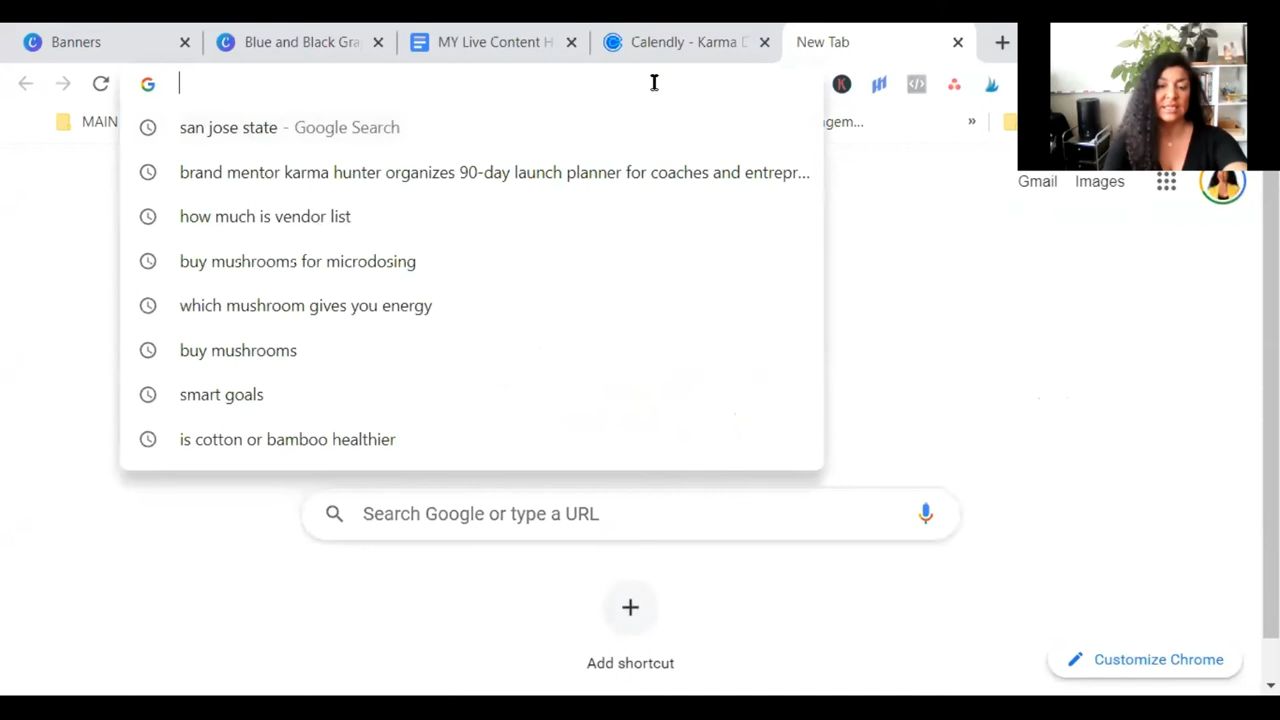 Banners
Blue and Black Gra
MY Live Content H
Calendly - Karma D
New Tab
MAIN
gem...
»
san jose state - Google Search
brand mentor karma hunter organizes 90-day launch planner for coaches and entrepr...
how much is vendor list
buy mushrooms for microdosing
which mushroom gives you energy
buy mushrooms
smart goals
is cotton or bamboo healthier
Gmail Images
Search Google or type a URL
Add shortcut
Customize Chrome